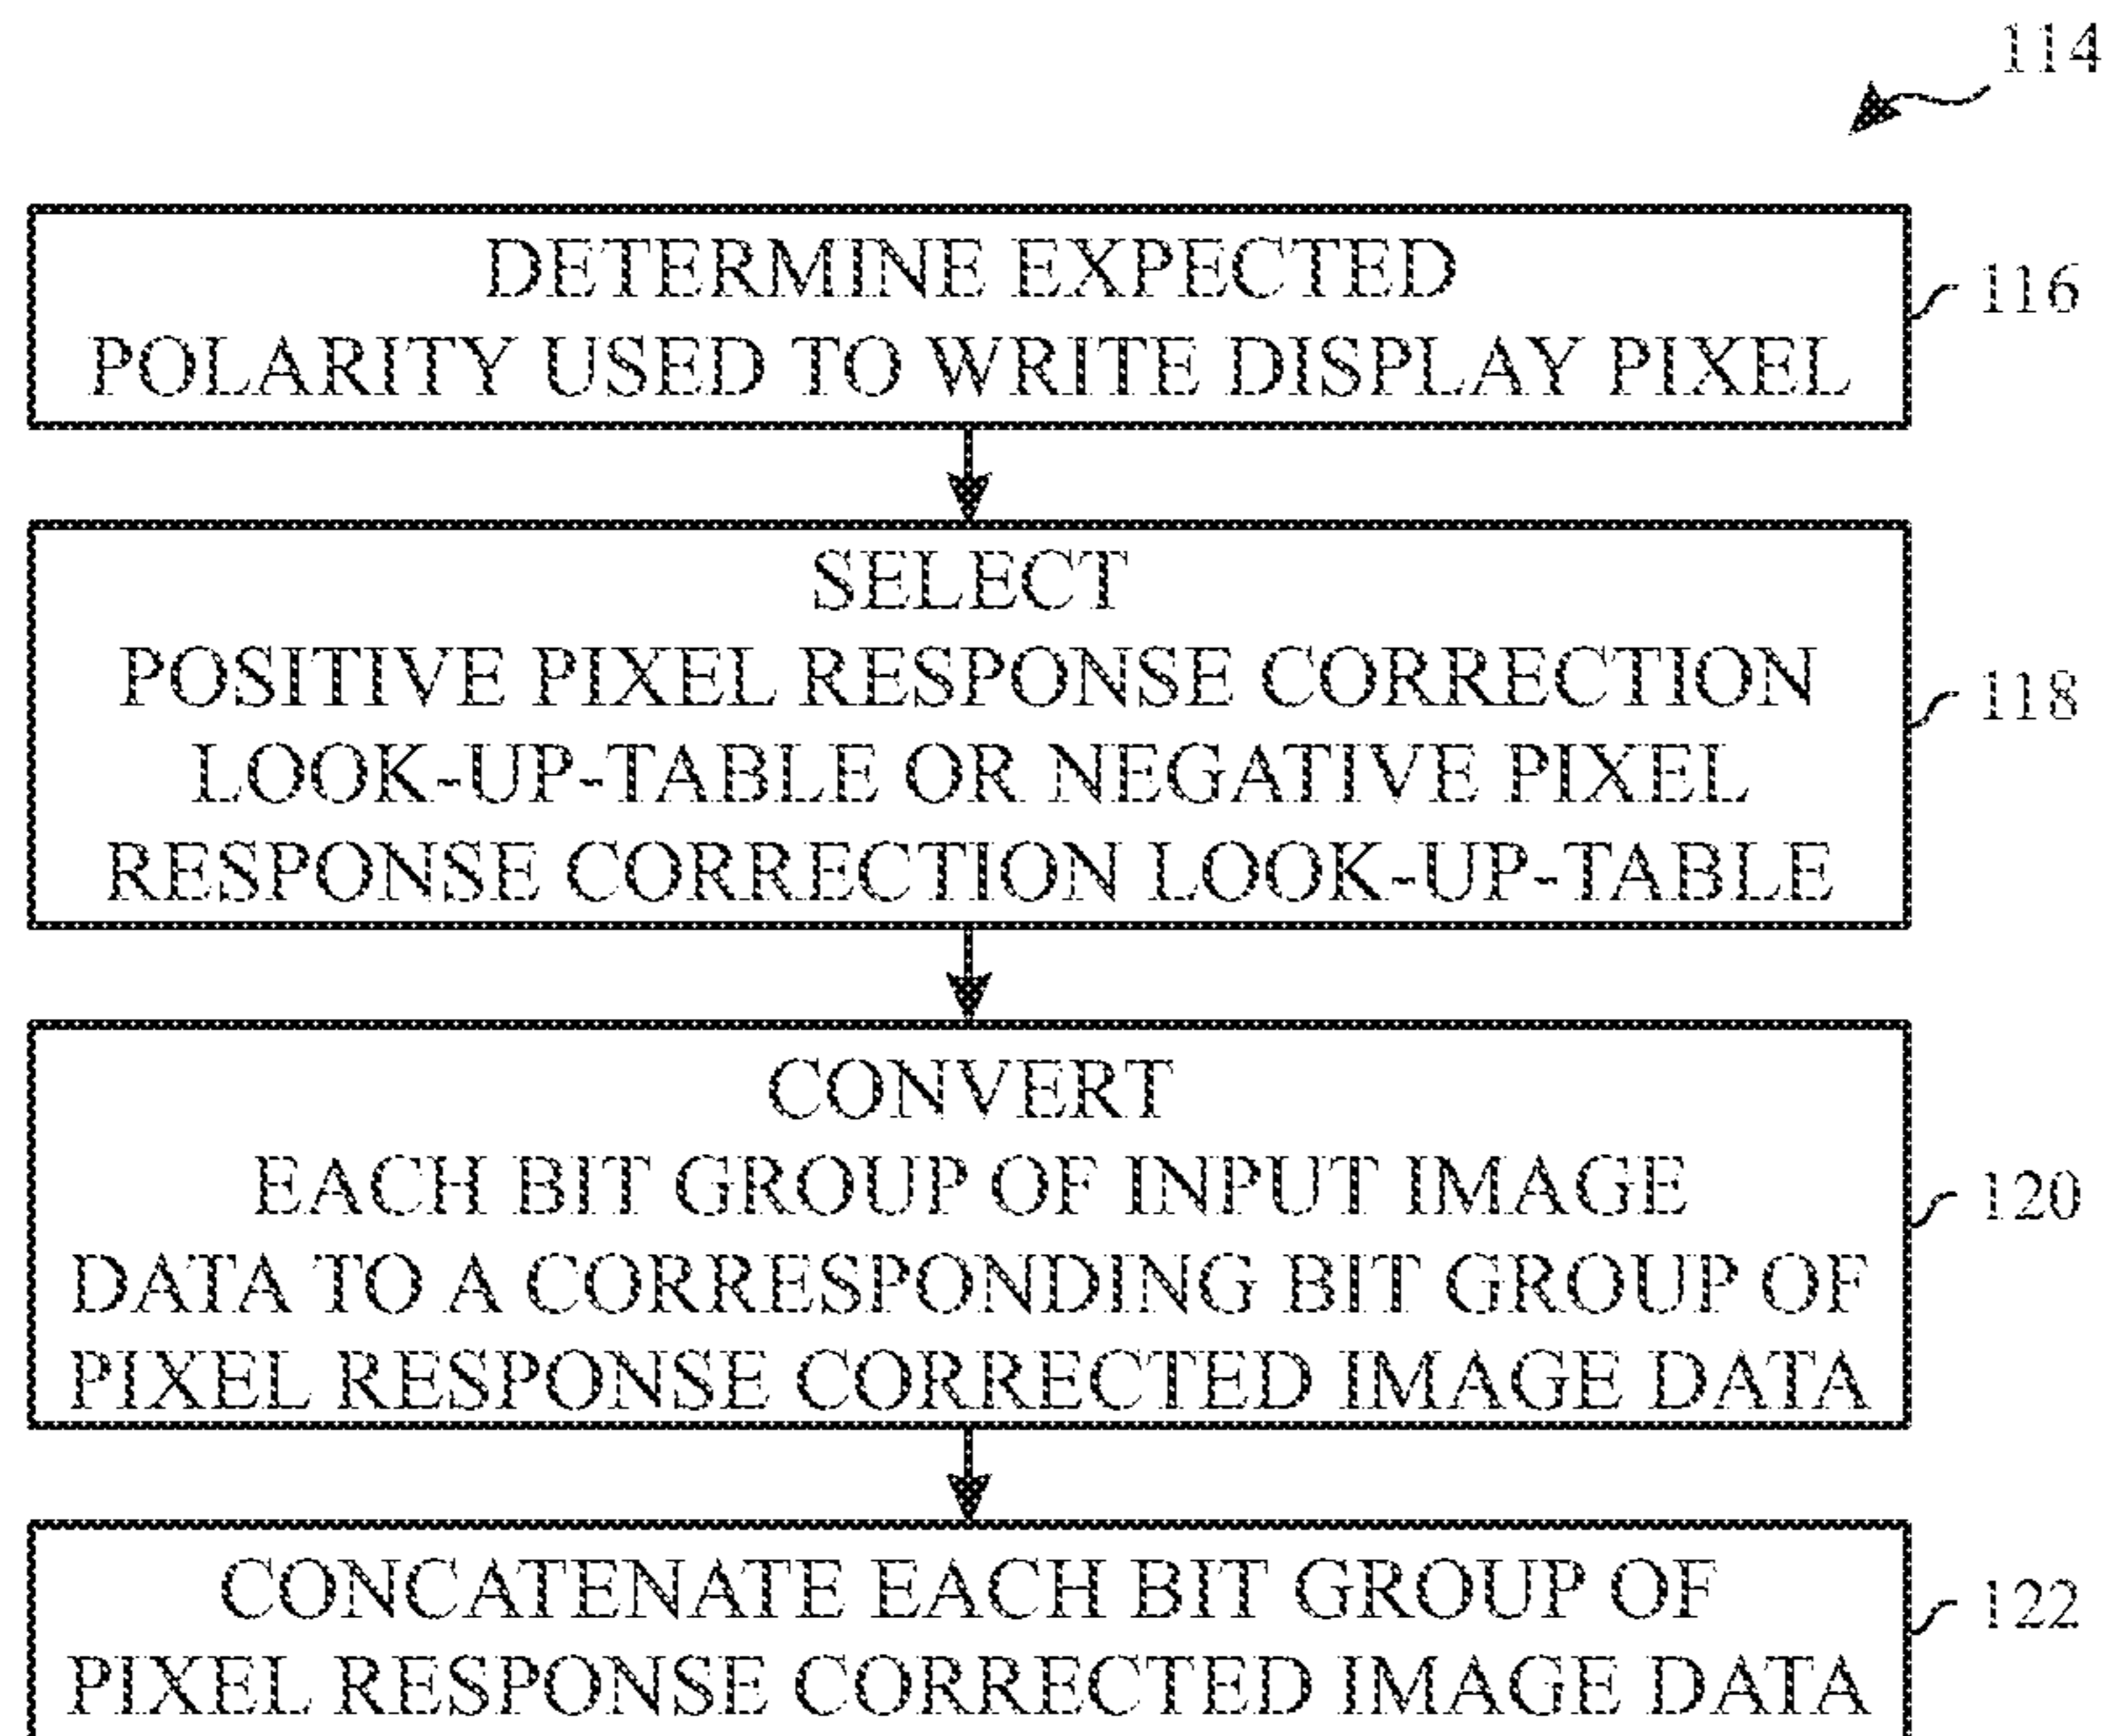 114
DETERMINE EXPECTED
POLARITY USED TO WRITE DISPLAY PIXEL
116
SELECT
POSITIVE PIXEL RESPONSE CORRECTION
LOOK-UP-TABLE OR NEGATIVE PIXEL
RESPONSE CORRECTION LOOK-UP-TABLE
118
CONVERT
EACH BIT GROUP OF INPUT IMAGE
DATA TO A CORRESPONDING BIT GROUP OF
PIXEL RESPONSE CORRECTED IMAGE DATA
120
CONCATENATE EACH BIT GROUP OF
PIXEL RESPONSE CORRECTED IMAGE DATA
122